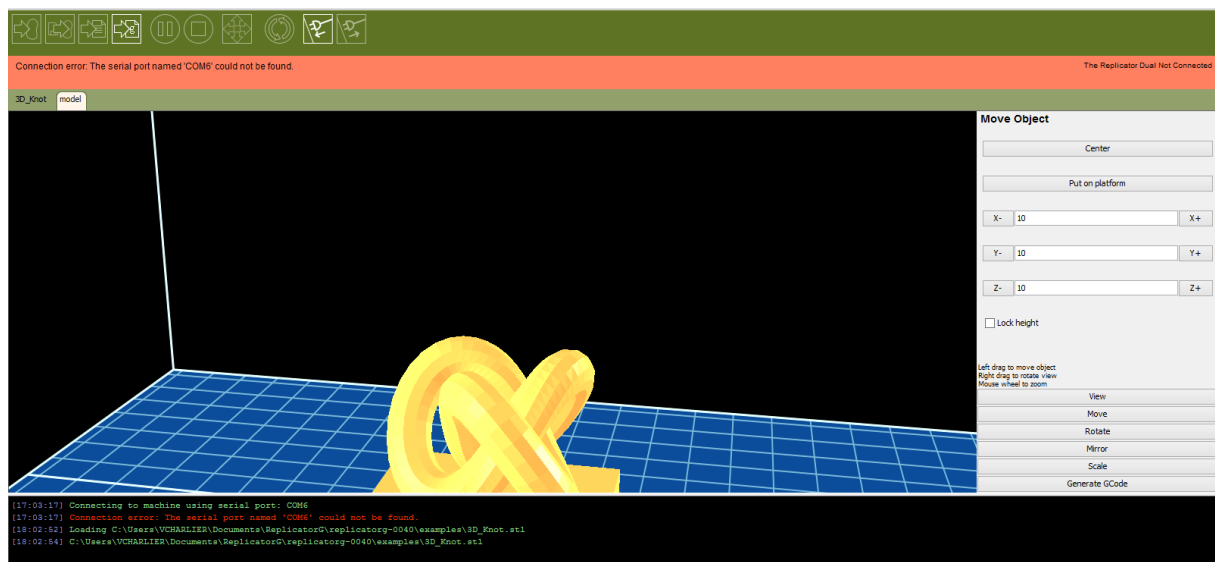 Connection error: The serial port named 'COM6' could not be found.
The Replicator Dual Not Connected
3D_Knot
model
Move Object
Center
Put on platform
X- 10 X+
Y- 10 Y+
Z- 10 Z+
Lock height
Left drag to move object
Right drag to rotate view
Mouse wheel to zoom
View
Move
Rotate
Mirror
Scale
Generate GCode
[17:03:17] Connecting to machine using serial port: COM6
[17:03:17] Connection error: The serial port named 'COM6' could not be found.
[18:02:52] Loading C:\Users\VCHARLIER\Documents\ReplicatorG\replicatorg-0040\examples\3D_Knot.stl
[18:02:54] C:\Users\VCHARLIER\Documents\ReplicatorG\replicatorg-0040\examples\3D_Knot.stl